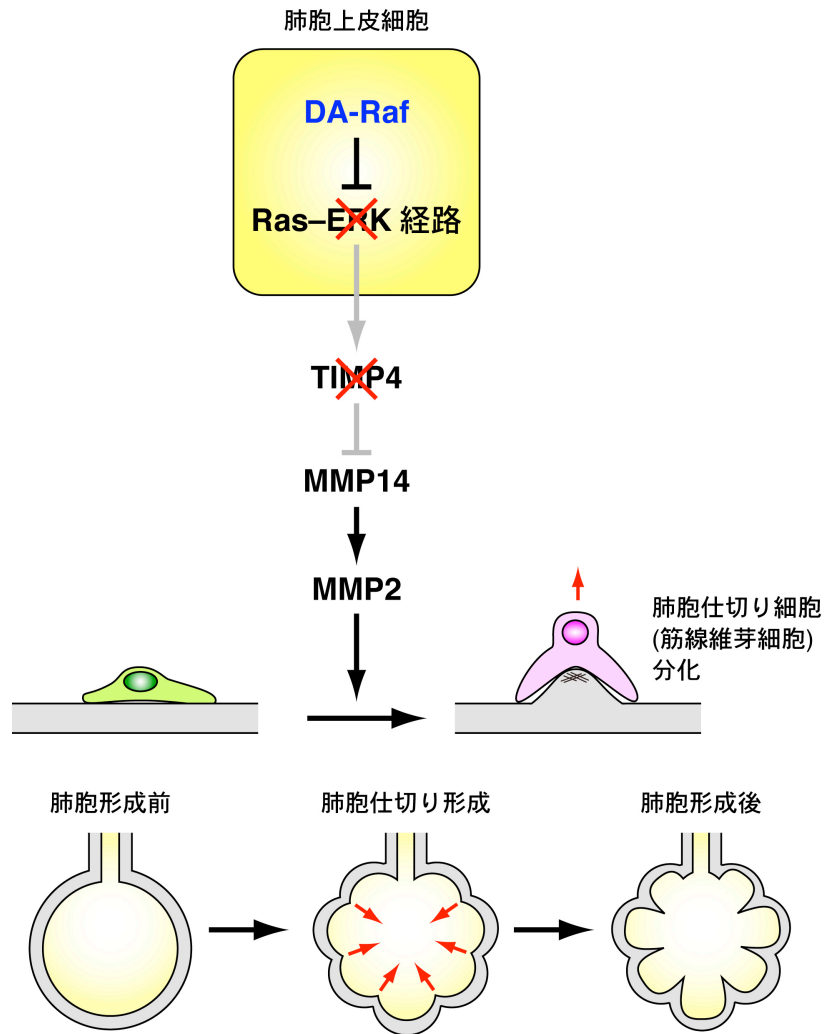 肺胞上皮細胞
DA-Raf
Ras–ERK 経路
TIMP4
MMP14
MMP2
肺胞仕切り細胞
(筋線維芽細胞)
分化
肺胞形成前
肺胞仕切り形成
肺胞形成後